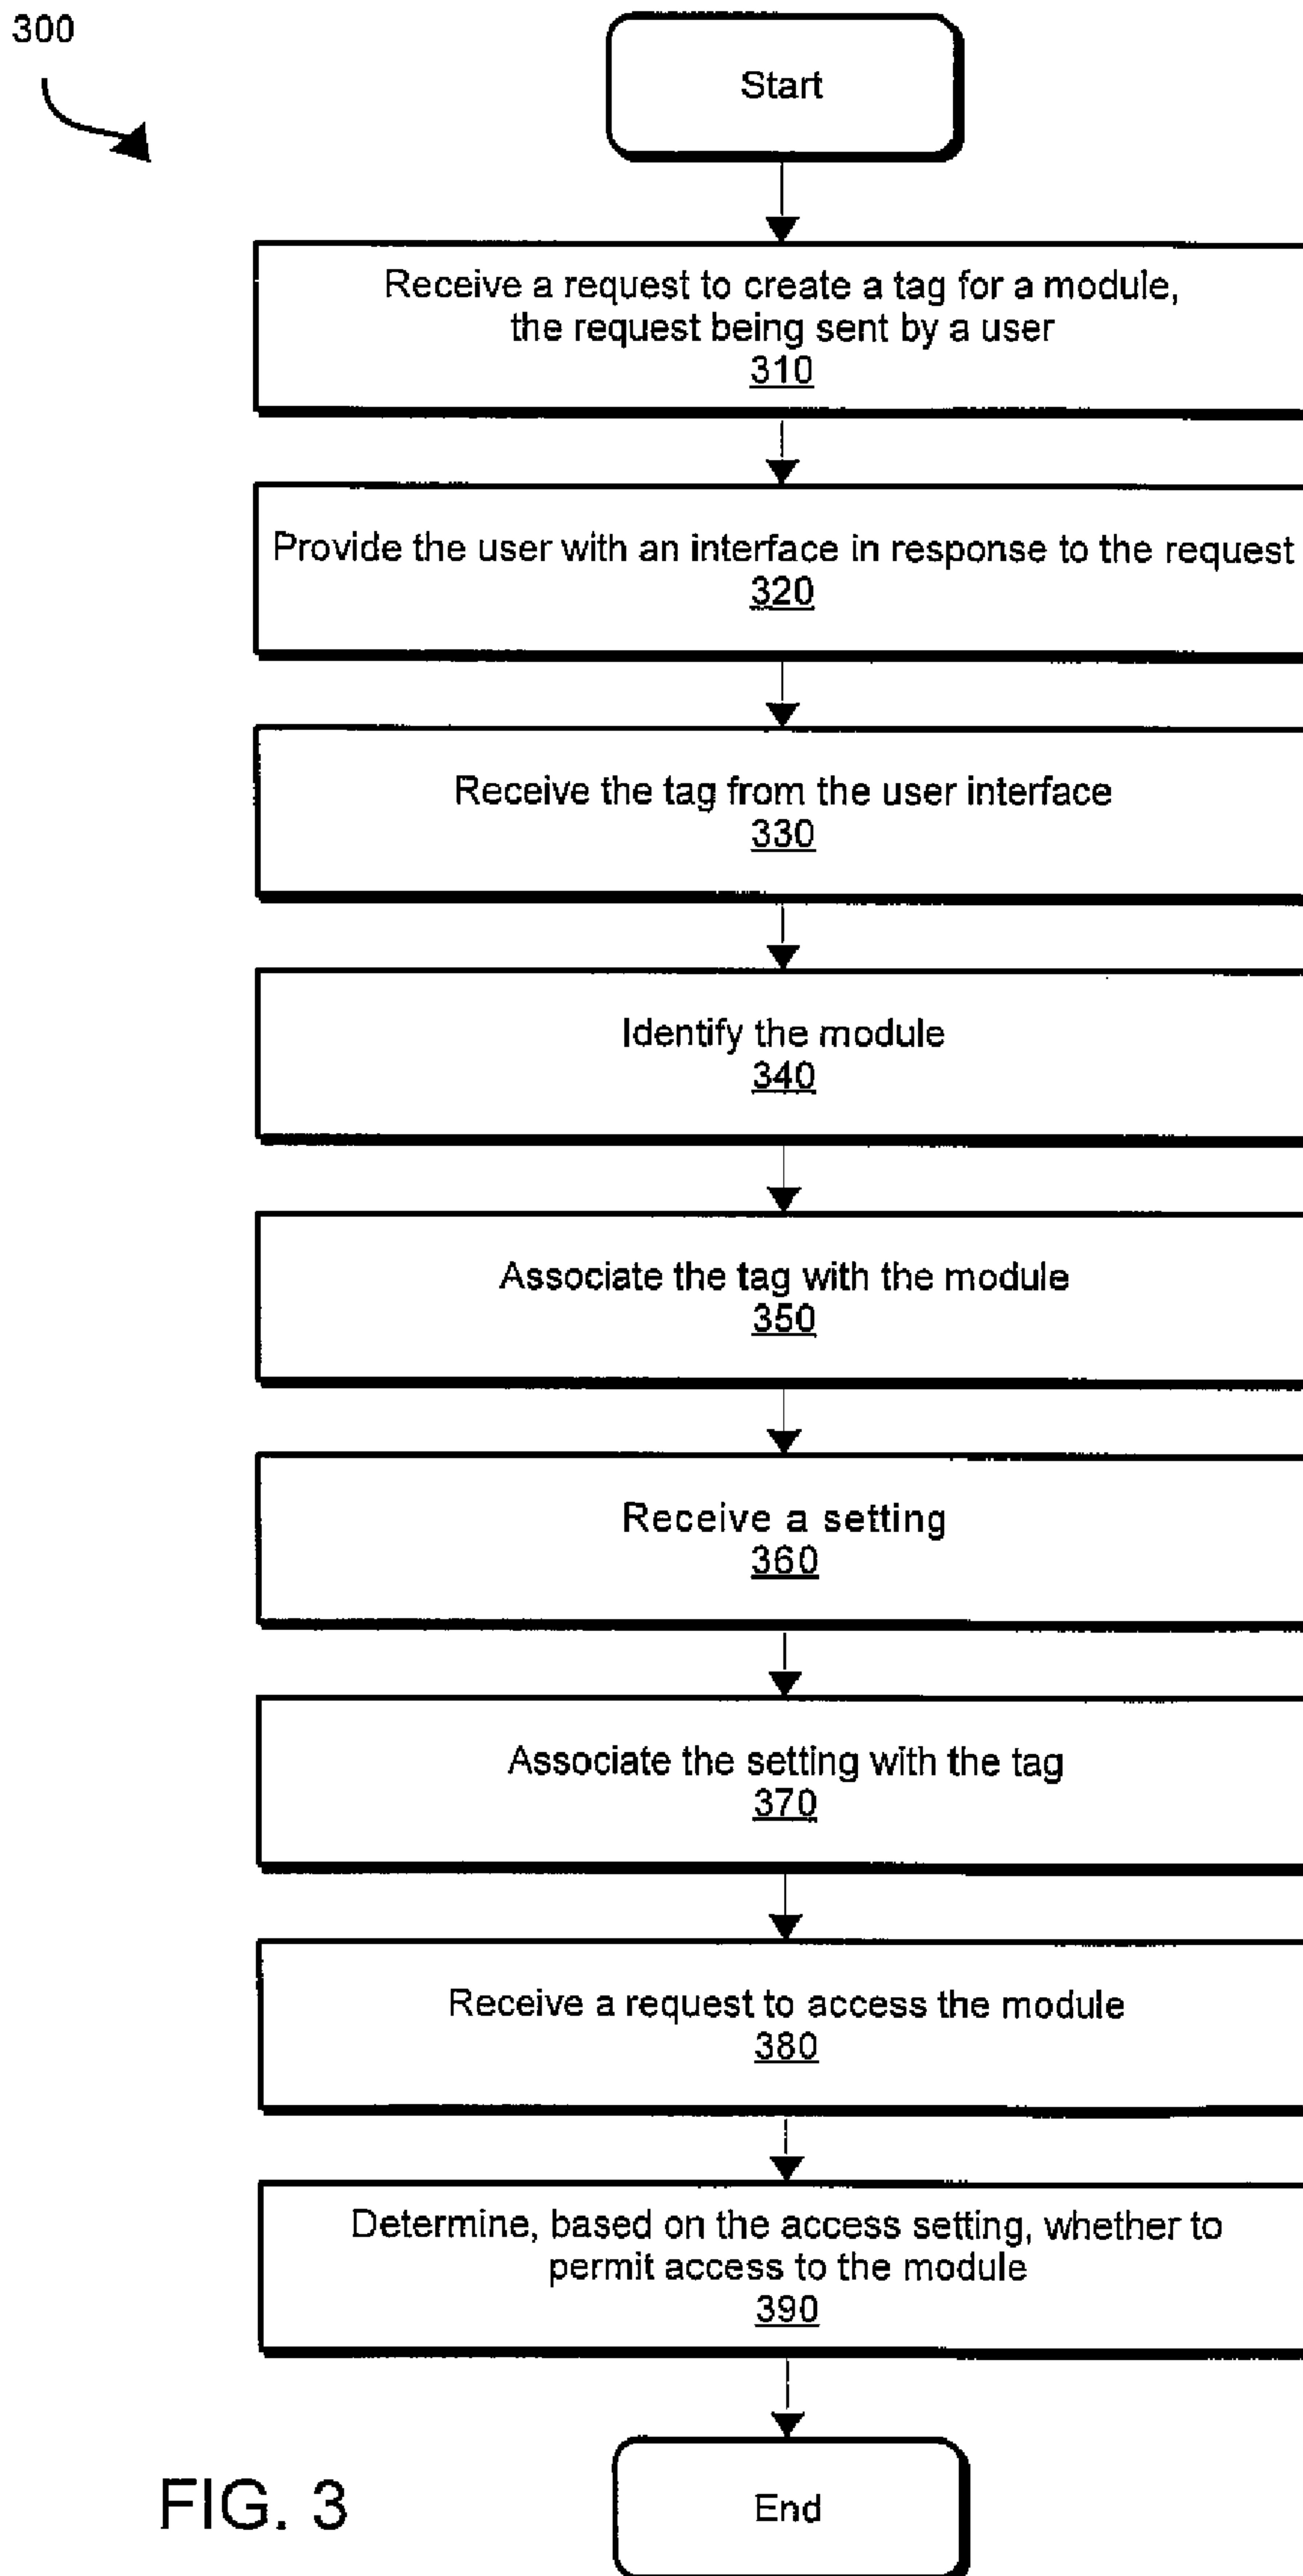 300
Start
Receive a request to create a tag for a module,
the request being sent by a user
310
Provide the user with an interface in response to the request
320
Receive the tag from the user interface
330
Identify the module
340
Associate the tag with the module
350
Receive a setting
360
Associate the setting with the tag
370
Receive a request to access the module
380
Determine, based on the access setting, whether to
permit access to the module
390
End
FIG. 3